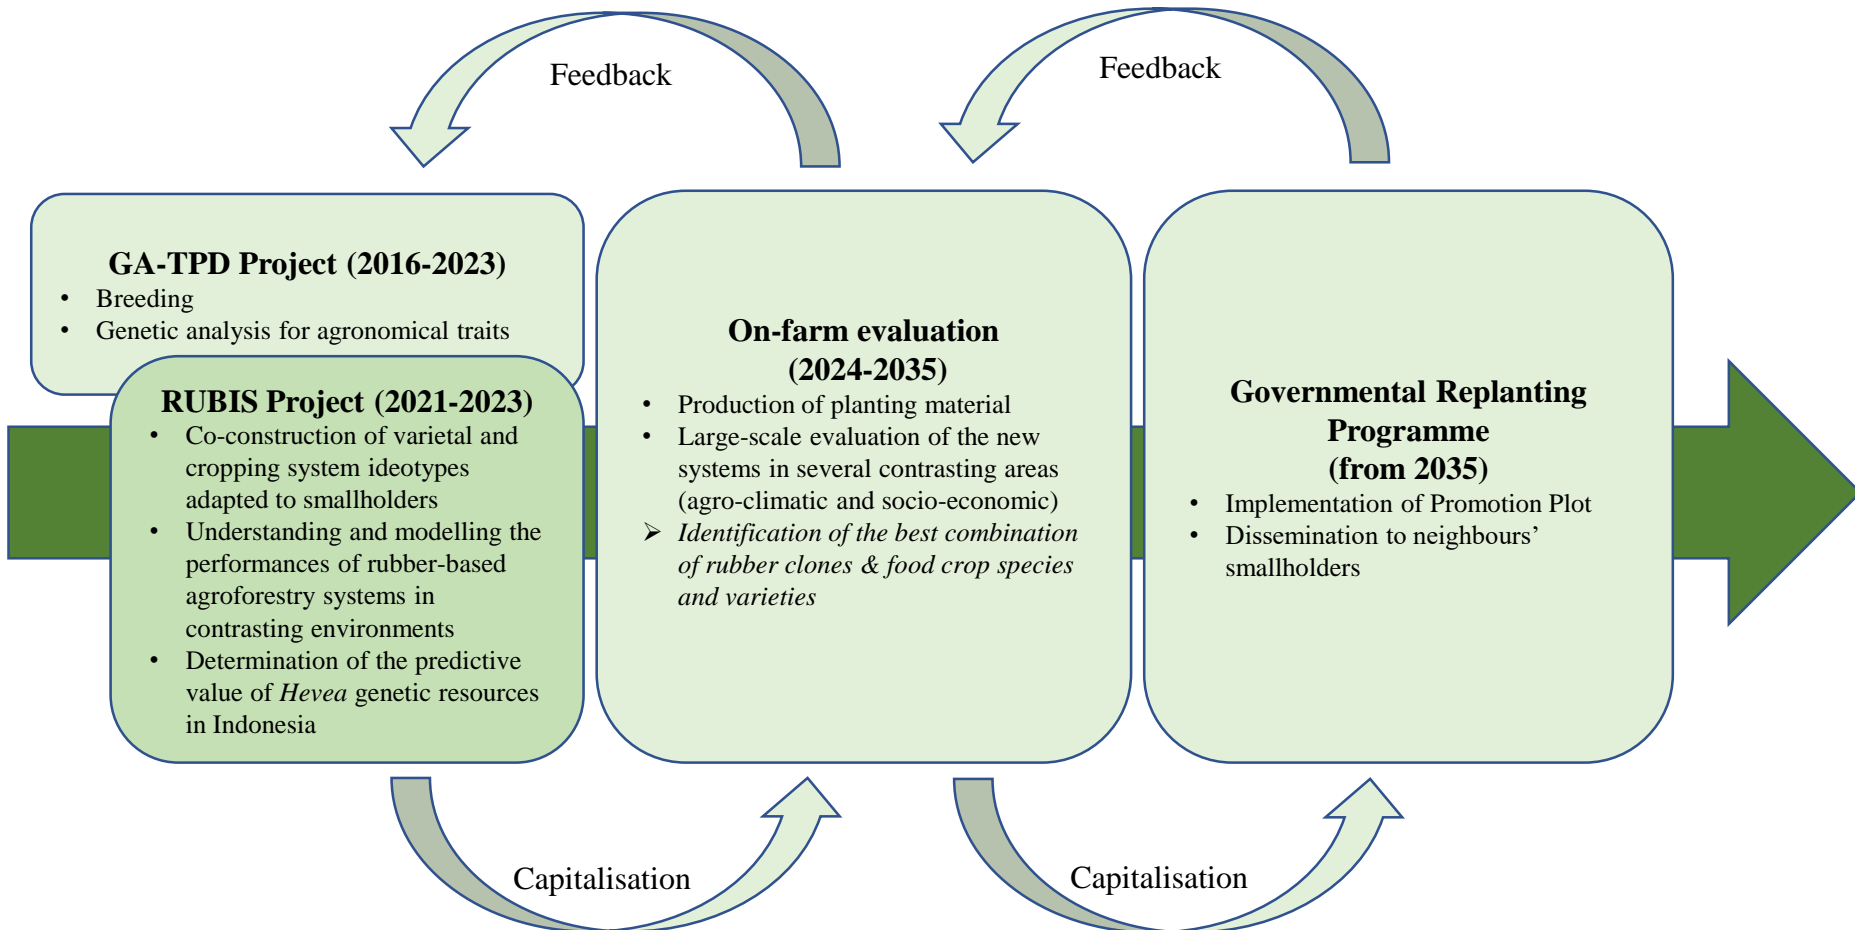 Feedback
Feedback
GA-TPD Project (2016-2023)
• Breeding
• Genetic analysis for agronomical traits
RUBIS Project (2021-2023)
• Co-construction of varietal and
cropping system ideotypes
adapted to smallholders
• Understanding and modelling the
performances of rubber-based
agroforestry systems in
contrasting environments
• Determination of the predictive
value of Hevea genetic resources
in Indonesia
On-farm evaluation
(2024-2035)
• Production of planting material
• Large-scale evaluation of the new
systems in several contrasting areas
(agro-climatic and socio-economic)
➢ Identification of the best combination
of rubber clones & food crop species
and varieties
Governmental Replanting
Programme
(from 2035)
• Implementation of Promotion Plot
• Dissemination to neighbours’
smallholders
Capitalisation
Capitalisation